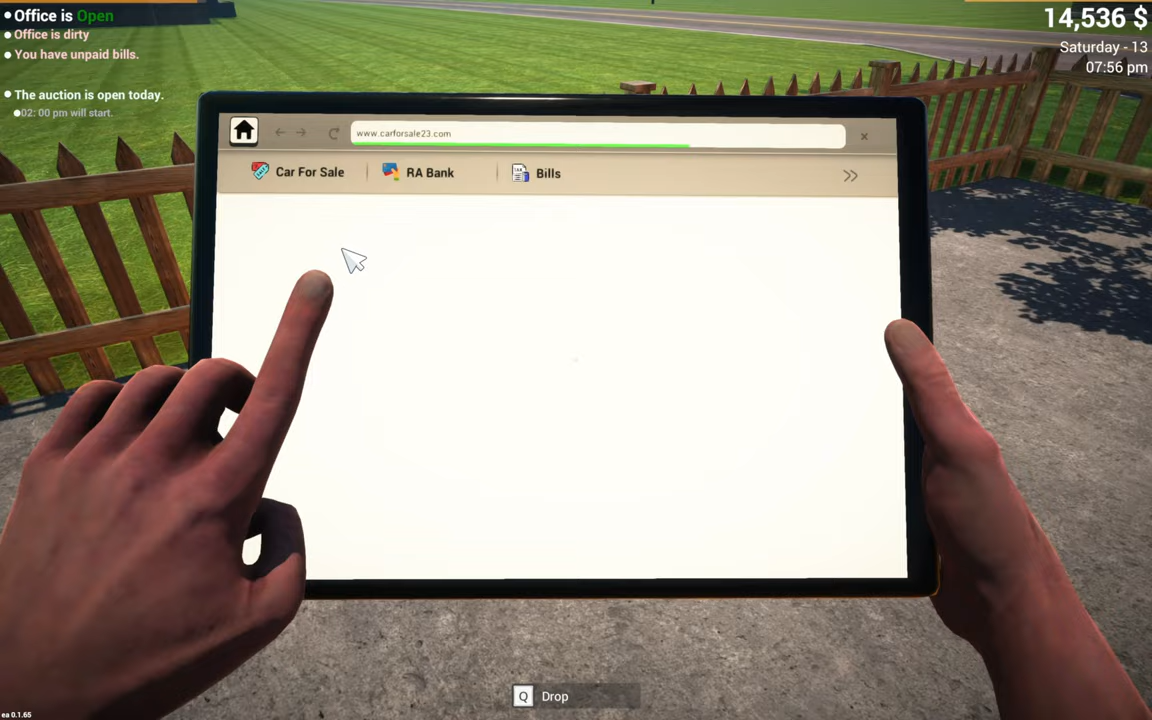 Office is Open
Office is dirty
You have unpaid bills.
The auction is open today.
02: 00 pm will start.
14,536 $
Saturday - 13
07:56 pm
www.carforsale23.com
Car For Sale
RA Bank
Bills
Q Drop
ea 0.1.65